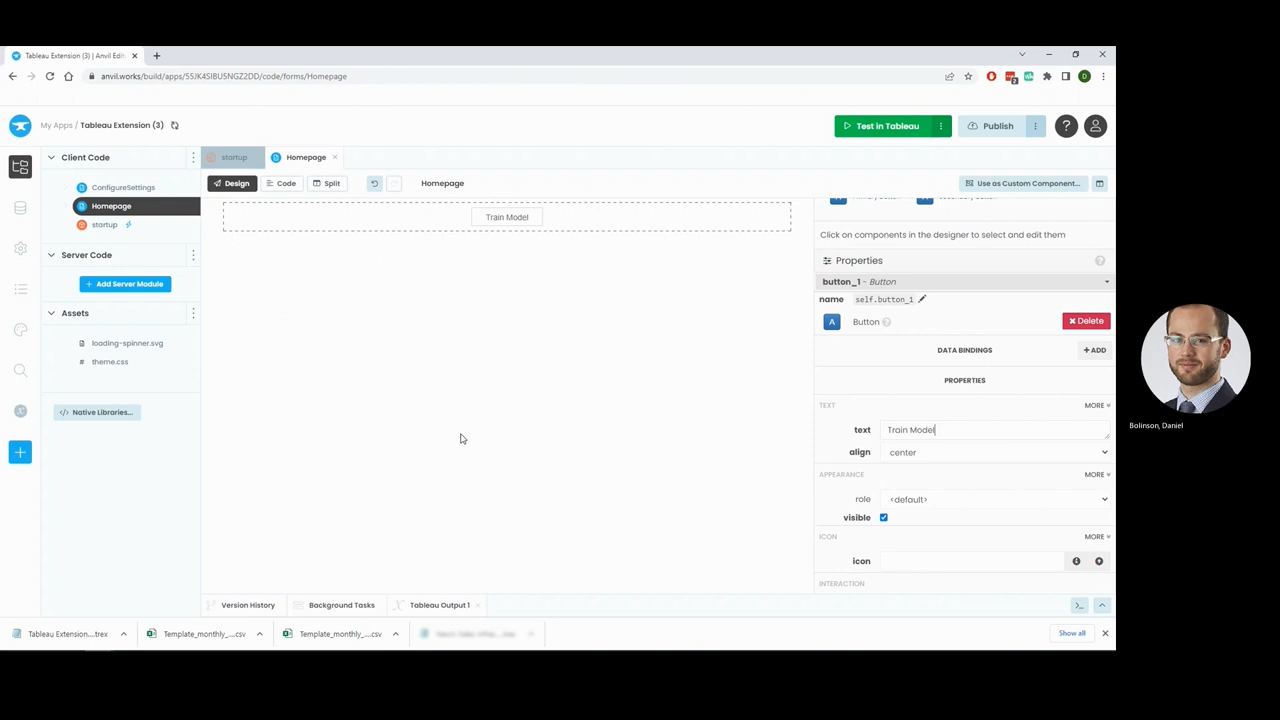 Tableau Extension (3) | Anvil Edit
anvil.works/build/apps/55JK4SIBU5NGZ2DD/code/forms/Homepage
2
D
My Apps / Tableau Extension (3)
Test in Tableau
Publish
?
Client Code
startup
Homepage
ConfigureSettings
Homepage
startup
Design
Code
Split
Homepage
Use as Custom Component...
Train Model
Click on components in the designer to select and edit them
Server Code
Add Server Module
Properties
button_1 - Button
name self.button_1
A Button
Delete
Assets
loading-spinner.svg
theme.css
Native Libraries...
DATA BINDINGS
+ ADD
PROPERTIES
TEXT
MORE
text Train Model
align center
APPEARANCE
MORE
role <default>
visible
ICON
MORE
icon
INTERACTION
Version History
Background Tasks
Tableau Output 1
Tableau Extension....trex
Template_monthly_....csv
Template_monthly_....csv
Show all
Bolinson, Daniel